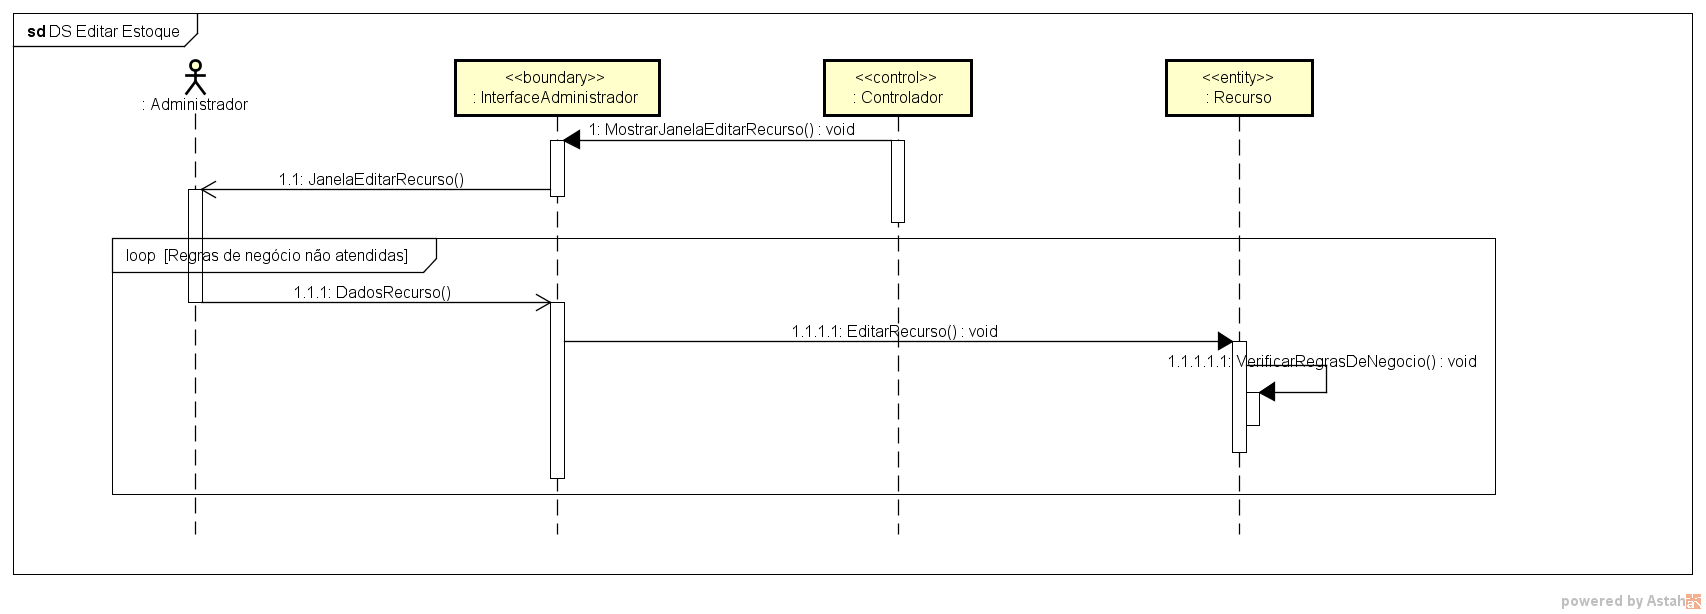 sd DS Editar Estoque
: Administrador
<<boundary>>
: InterfaceAdministrador
<<control>>
: Controlador
<<entity>>
: Recurso
1: MostrarJanelaEditarRecurso() : void
1.1: JanelaEditarRecurso()
loop [Regras de negócio não atendidas]
1.1.1: DadosRecurso()
1.1.1.1: EditarRecurso() : void
1.1.1.1.1: VerificarRegrasDeNegocio() : void
powered by Astah